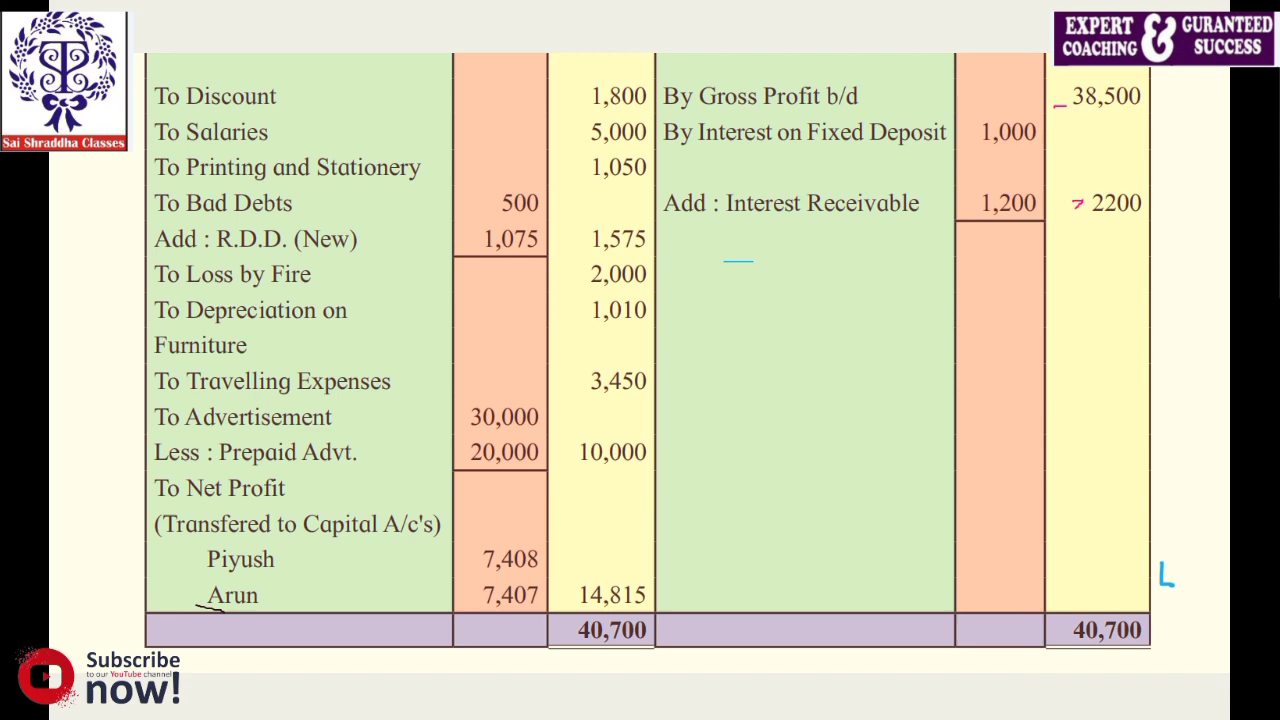 EXPERT COACHING & GURANTEED SUCCESS
Sai Shraddha Classes
To Discount 1,800 By Gross Profit b/d 38,500
To Salaries 5,000 By Interest on Fixed Deposit 1,000
To Printing and Stationery 1,050
To Bad Debts 500 Add : Interest Receivable 1,200 2200
Add : R.D.D. (New) 1,075 1,575
To Loss by Fire 2,000
To Depreciation on 1,010
Furniture
To Travelling Expenses 3,450
To Advertisement 30,000
Less : Prepaid Advt. 20,000 10,000
To Net Profit
(Transfered to Capital A/c's)
Piyush 7,408
Arun 7,407 14,815
40,700 40,700
Subscribe
to our YouTube channel
now!